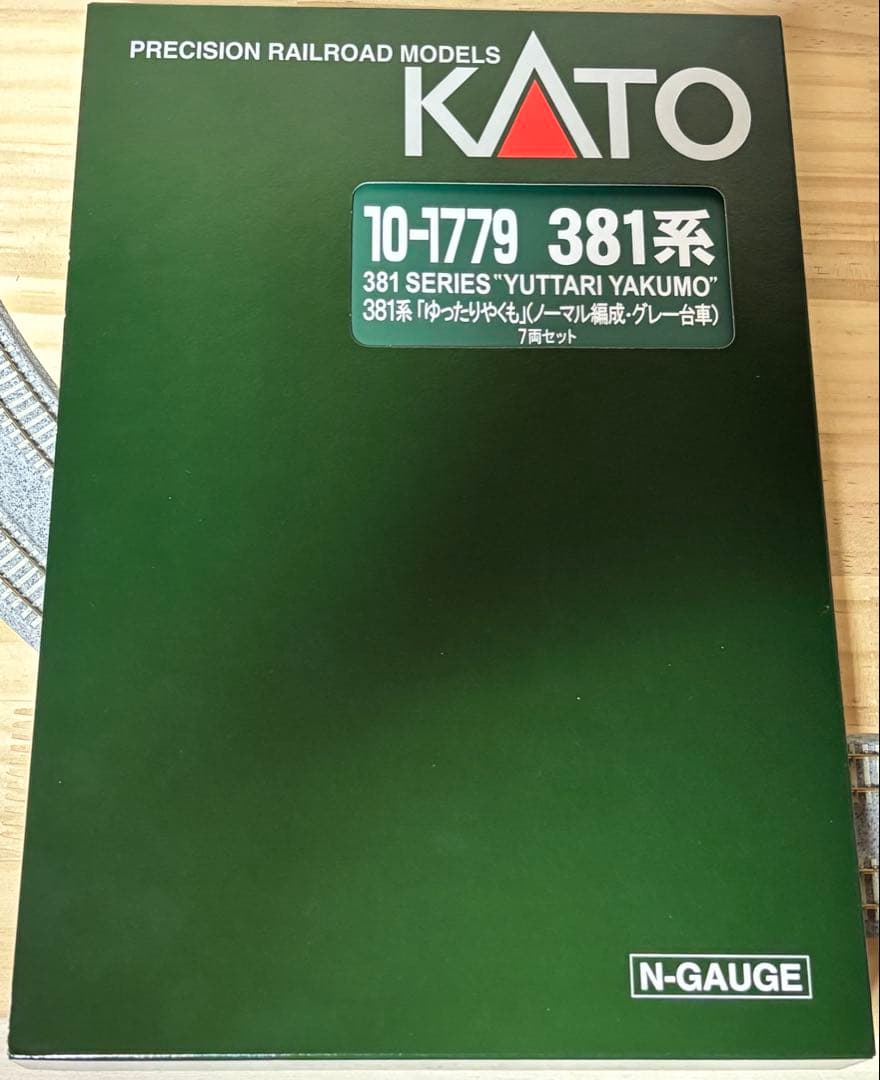 PRECISION RAILROAD MODELS
KATO
10-1779 381系
381 SERIES "YUTTARI YAKUMO"
381系「ゆったりやくも」(ノーマル編成・グレー台車)
7両セット
N-GAUGE